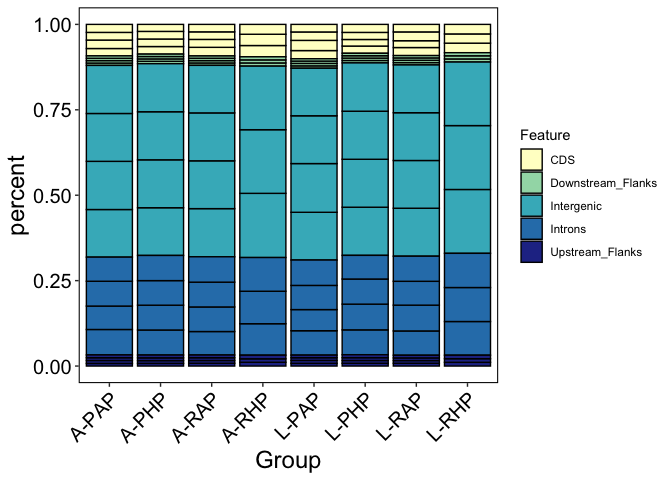 1.00
0.75
0.50
0.25
0.00
percent
A-PAP
A-PHP
A-RAP
A-RHP
L-PAP
L-PHP
L-RAP
L-RHP
Group
Feature
CDS
Downstream_Flanks
Intergenic
Introns
Upstream_Flanks